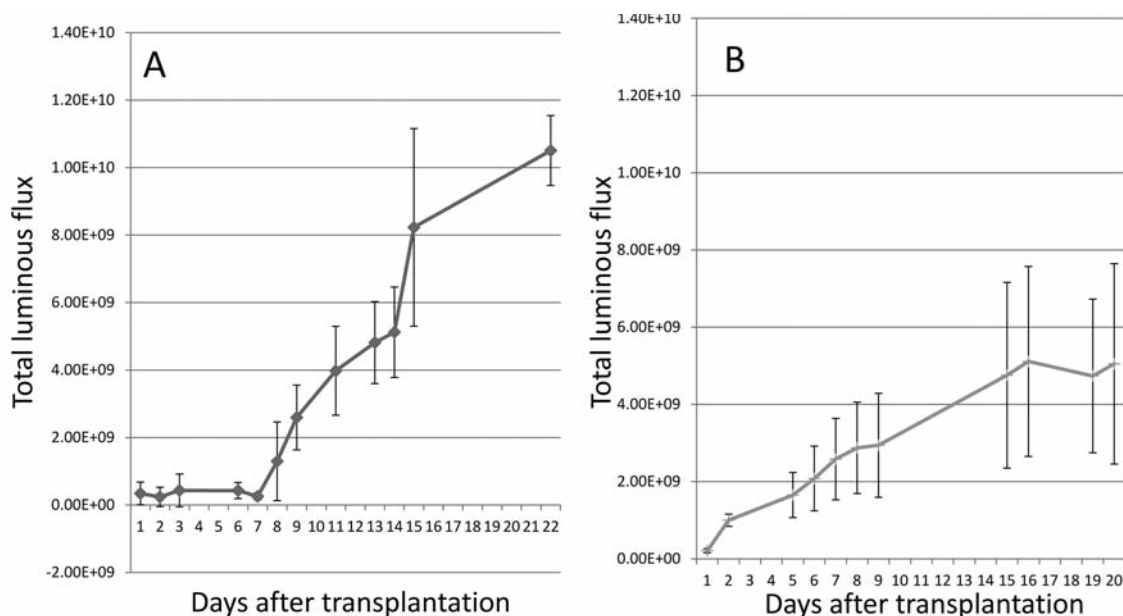 A
Total luminous flux
1.40E+10
1.20E+10
1.00E+10
8.00E+09
6.00E+09
4.00E+09
2.00E+09
0.00E+00
-2.00E+09
1 2 3 4 5 6 7 8 9 10 11 12 13 14 15 16 17 18 19 20 21 22
Days after transplantation
B
Total luminous flux
1.40E+10
1.20E+10
1.00E+10
8.00E+09
6.00E+09
4.00E+09
2.00E+09
0.00E+00
1 2 3 4 5 6 7 8 9 10 11 12 13 14 15 16 17 18 19 20
Days after transplantation